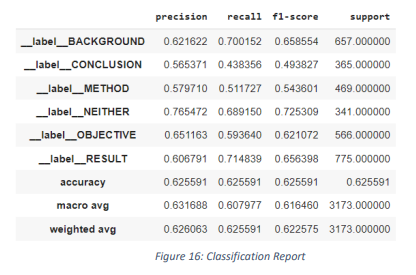 precision recall f1-score support
__label__BACKGROUND 0.621622 0.700152 0.658554 657.000000
__label__CONCLUSION 0.565371 0.438356 0.493827 365.000000
__label__METHOD 0.579710 0.511727 0.543601 469.000000
__label__NEITHER 0.765472 0.689150 0.725309 341.000000
__label__OBJECTIVE 0.651163 0.593640 0.621072 566.000000
__label__RESULT 0.606791 0.714839 0.656398 775.000000
accuracy 0.625591 0.625591 0.625591 0.625591
macro avg 0.631688 0.607977 0.616460 3173.000000
weighted avg 0.626063 0.625591 0.622575 3173.000000
Figure 16: Classification Report